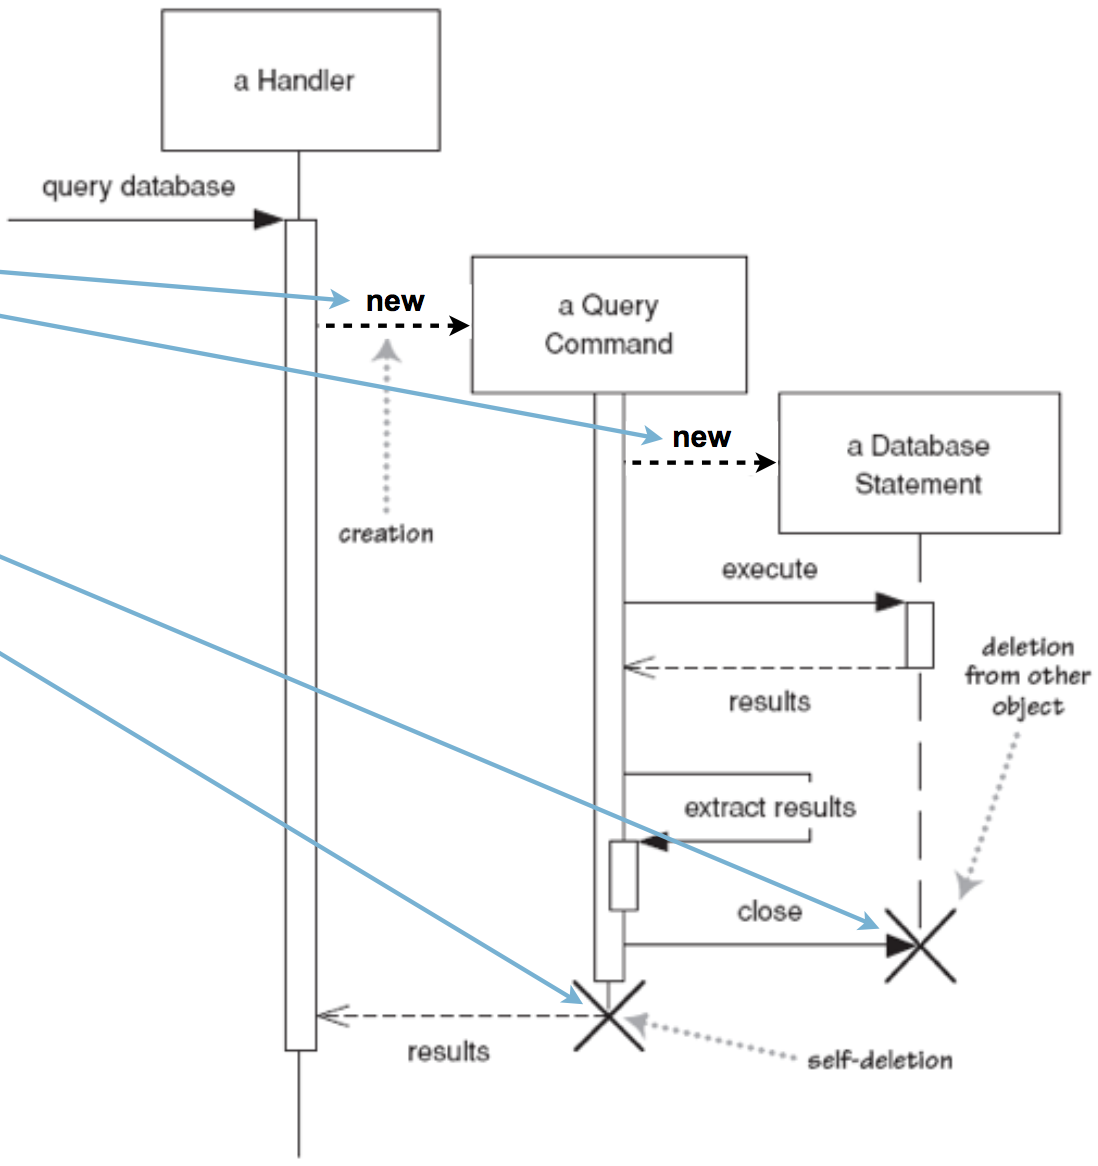 a Handler
query database
new
a Query
Command
new
a Database
Statement
creation
execute
deletion
from other
object
results
extract results
close
results
self-deletion